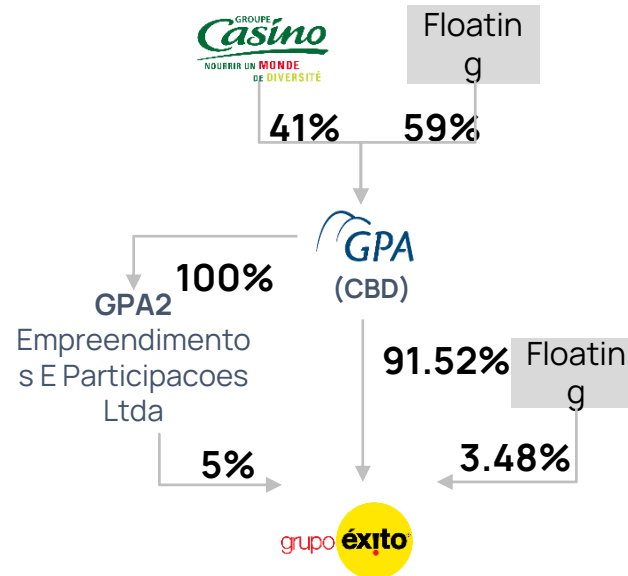 GROUPE
Casino
NOURRIR UN MONDE
DE DIVERSITÉ
Floatin
g
41%
59%
GPA
(CBD)
100%
GPA2
Empreendimento
s E Participacoes
Ltda
91.52%
Floatin
g
5%
3.48%
grupo éxito